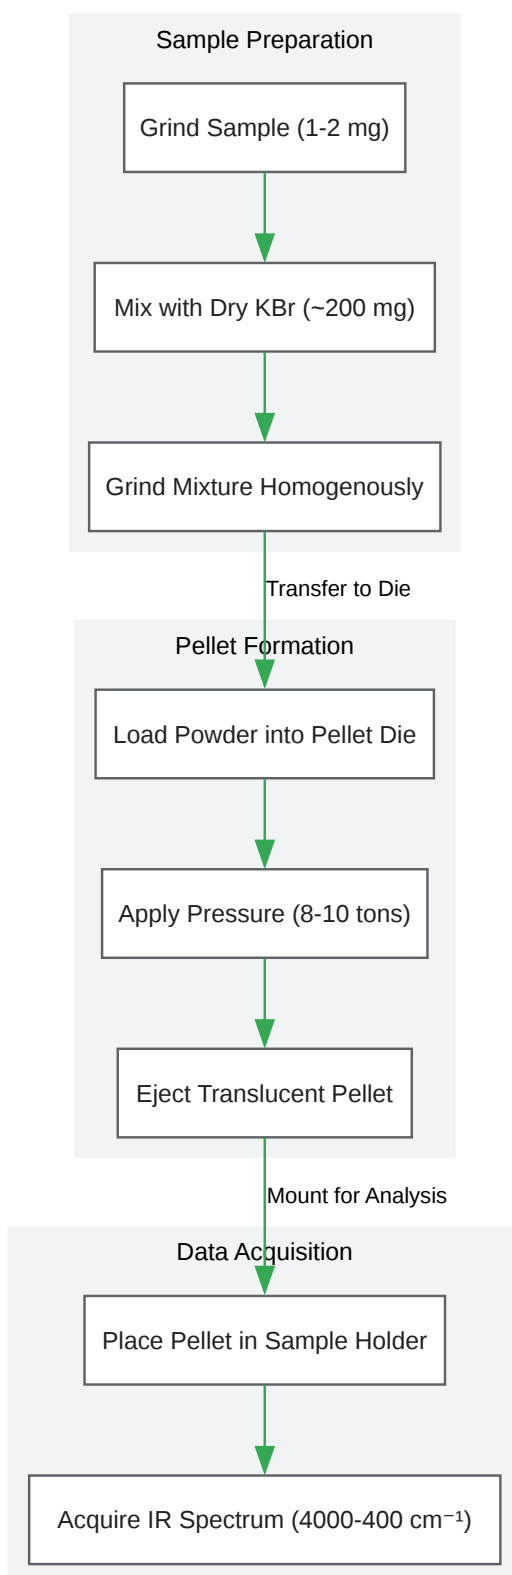 Sample Preparation
Grind Sample (1-2 mg)
Mix with Dry KBr (~200 mg)
Grind Mixture Homogenously
Transfer to Die
Pellet Formation
Load Powder into Pellet Die
Apply Pressure (8-10 tons)
Eject Translucent Pellet
Mount for Analysis
Data Acquisition
Place Pellet in Sample Holder
Acquire IR Spectrum (4000-400 cm⁻¹)